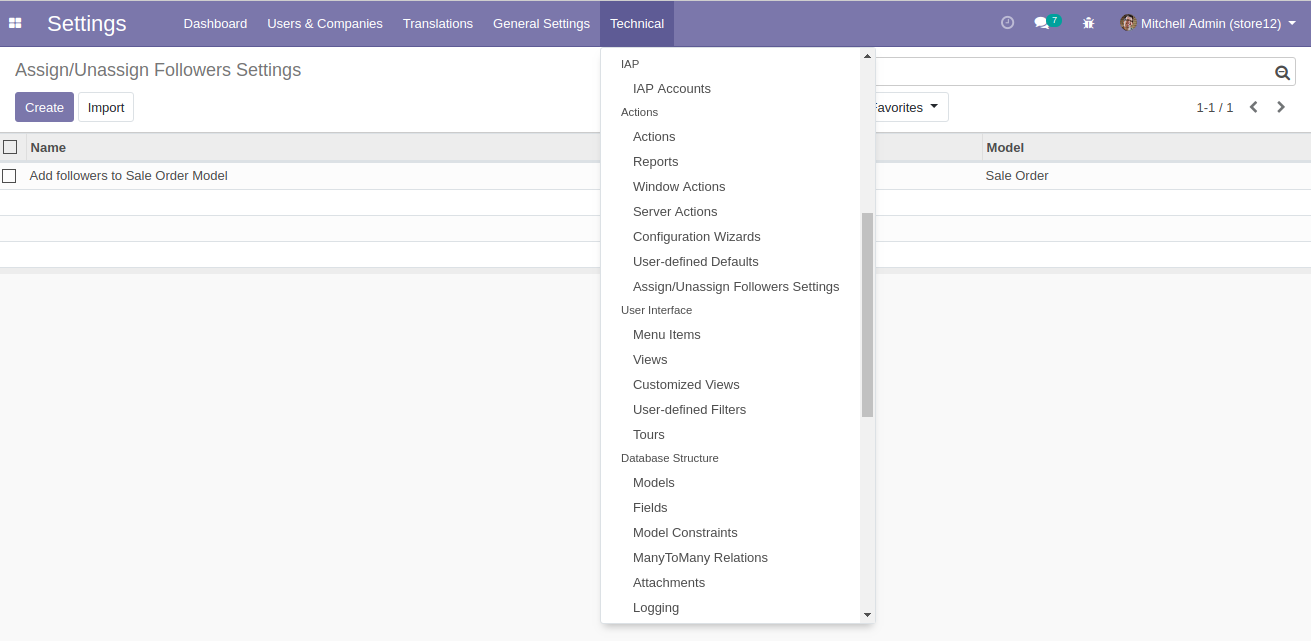 Settings
Dashboard
Users & Companies
Translations
General Settings
Technical
7
Mitchell Admin (store12)
Assign/Unassign Followers Settings
Create
Import
Favorites
1-1 / 1
Name
Model
Add followers to Sale Order Model
Sale Order
IAP
IAP Accounts
Actions
Actions
Reports
Window Actions
Server Actions
Configuration Wizards
User-defined Defaults
Assign/Unassign Followers Settings
User Interface
Menu Items
Views
Customized Views
User-defined Filters
Tours
Database Structure
Models
Fields
Model Constraints
ManyToMany Relations
Attachments
Logging